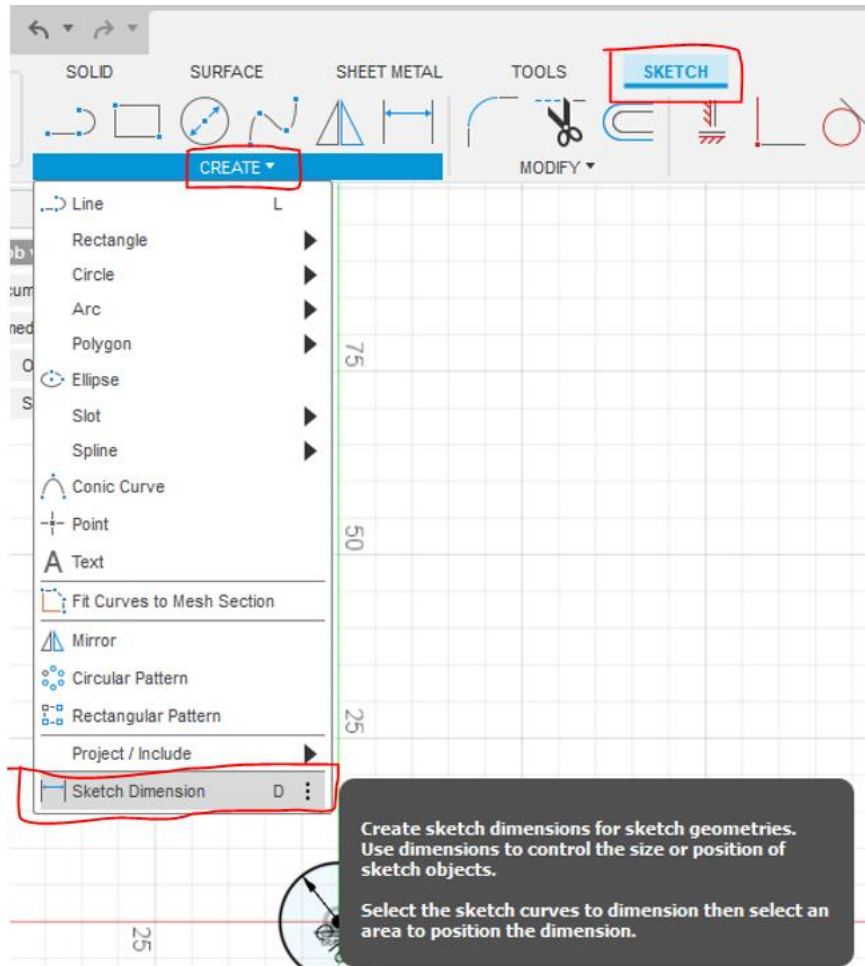 SOLID SURFACE SHEET METAL TOOLS SKETCH
CREATE ▾ MODIFY ▾
Line L
Rectangle
Circle
Arc
Polygon
Ellipse
Slot
Spline
Conic Curve
Point
A Text
Fit Curves to Mesh Section
Mirror
Circular Pattern
Rectangular Pattern
Project / Include
Sketch Dimension D
75
50
25
25
Create sketch dimensions for sketch geometries.
Use dimensions to control the size or position of
sketch objects.
Select the sketch curves to dimension then select an
area to position the dimension.